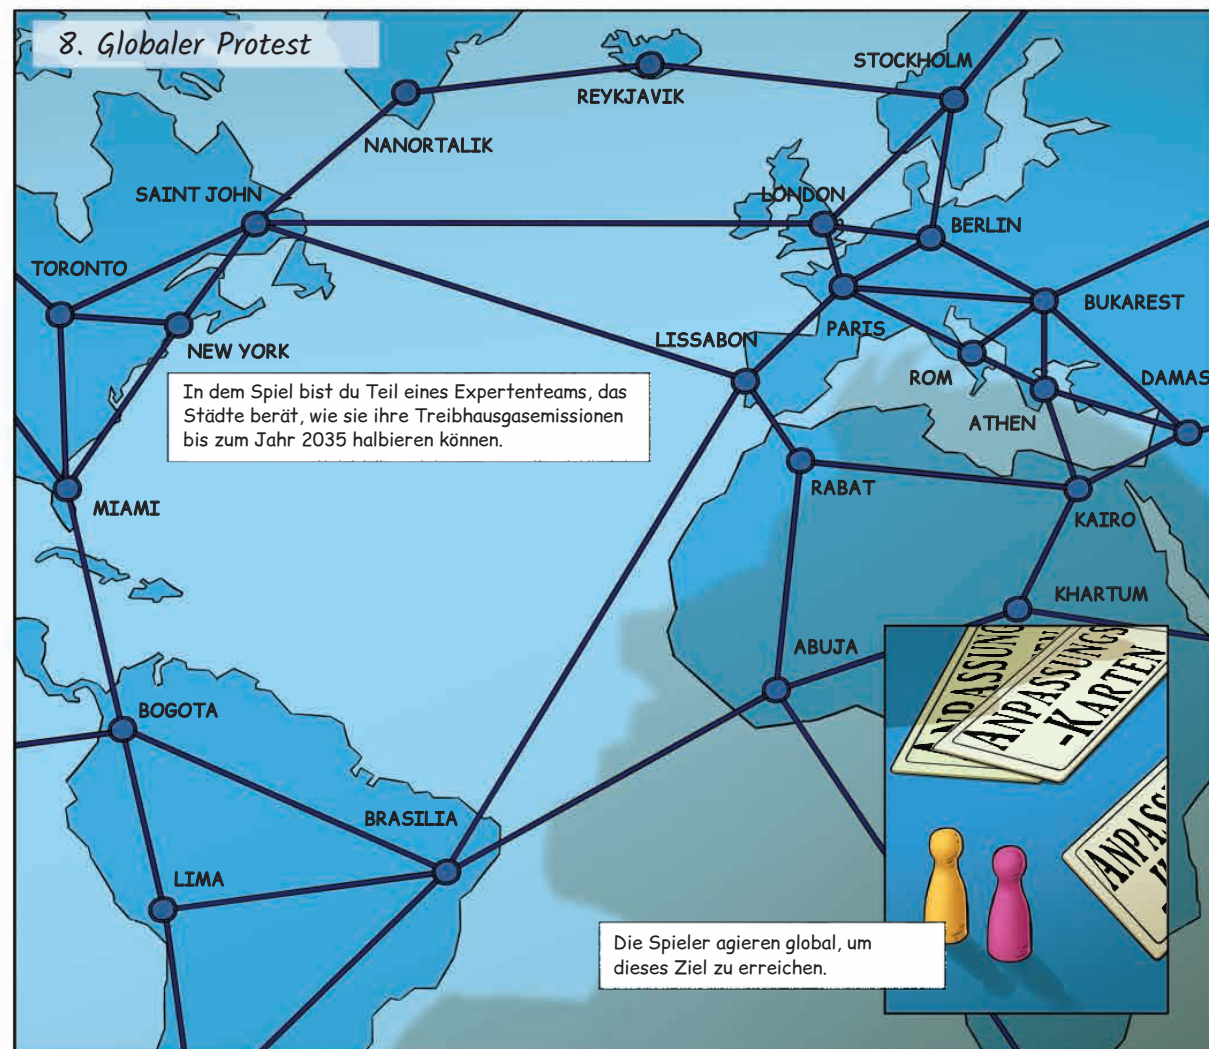 8. Globaler Protest
STOCKHOLM
REYKJAVIK
NANORTALIK
SAINT JOHN
LONDON
BERLIN
TORONTO
BUKAREST
PARIS
LISSABON
NEW YORK
ROM
DAMAS
In dem Spiel bist du Teil eines Expertenteams, das
Städte berät, wie sie ihre Treibhausgasemissionen
bis zum Jahr 2035 halbieren können.
ATHEN
RABAT
MIAMI
KAIRO
KHARTUM
ABUJA
ANPASSUNG
EN
ANPASSUNGS
-KARTEN
BOGOTA
BRASILIA
ANPASS
LIMA
Die Spieler agieren global, um
dieses Ziel zu erreichen.